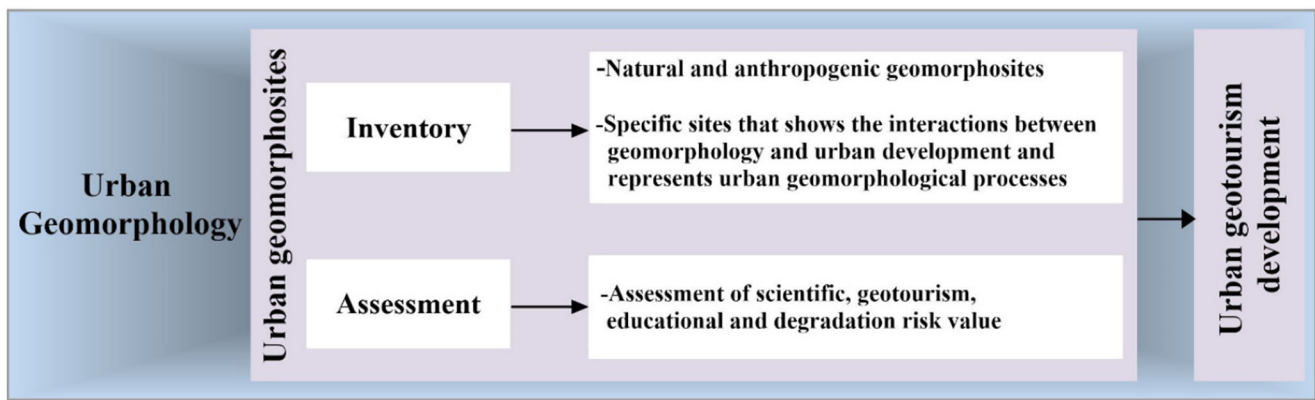 Urban
Geomorphology
Urban geomorphosites
Inventory
-Natural and anthropogenic geomorphosites
-Specific sites that shows the interactions between
geomorphology and urban development and
represents urban geomorphological processes
Assessment
-Assessment of scientific, geotourism,
educational and degradation risk value
Urban geotourism
development